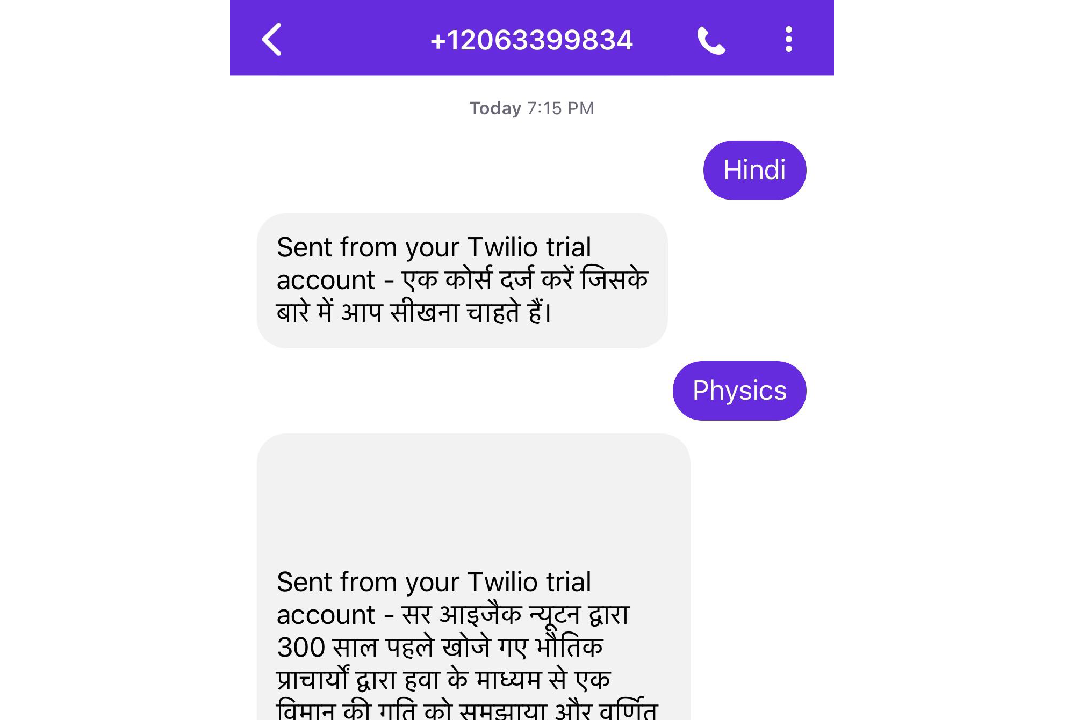 +12063399834
Today 7:15 PM
Hindi
Sent from your Twilio trial
account - एक कोर्स दर्ज करें जिसके
बारे में आप सीखना चाहते हैं।
Physics
Sent from your Twilio trial
account - सर आइजैक न्यूटन द्वारा
300 साल पहले खोजे गए भौतिक
प्राचार्यों द्वारा हवा के माध्यम से एक
विमान की गति को समझाया और वर्णित